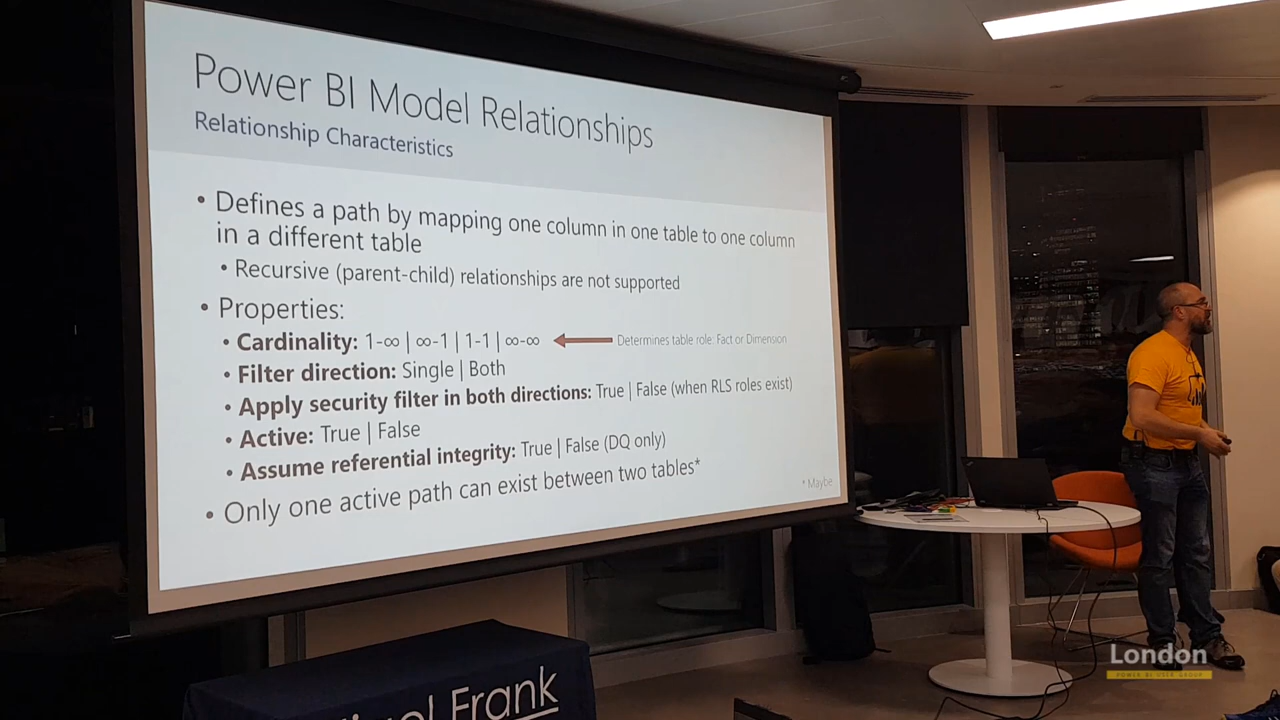 Power BI Model Relationships
Relationship Characteristics
• Defines a path by mapping one column in one table to one column
in a different table
• Recursive (parent-child) relationships are not supported
• Properties:
• Cardinality: 1-∞ | ∞-1 | 1-1 | ∞-∞
Determines table role: Fact or Dimension
• Filter direction: Single | Both
• Apply security filter in both directions: True | False (when RLS roles exist)
• Active: True | False
• Assume referential integrity: True | False (DQ only)
• Only one active path can exist between two tables*
* Maybe
Frank
London
POWER BI USER GROUP